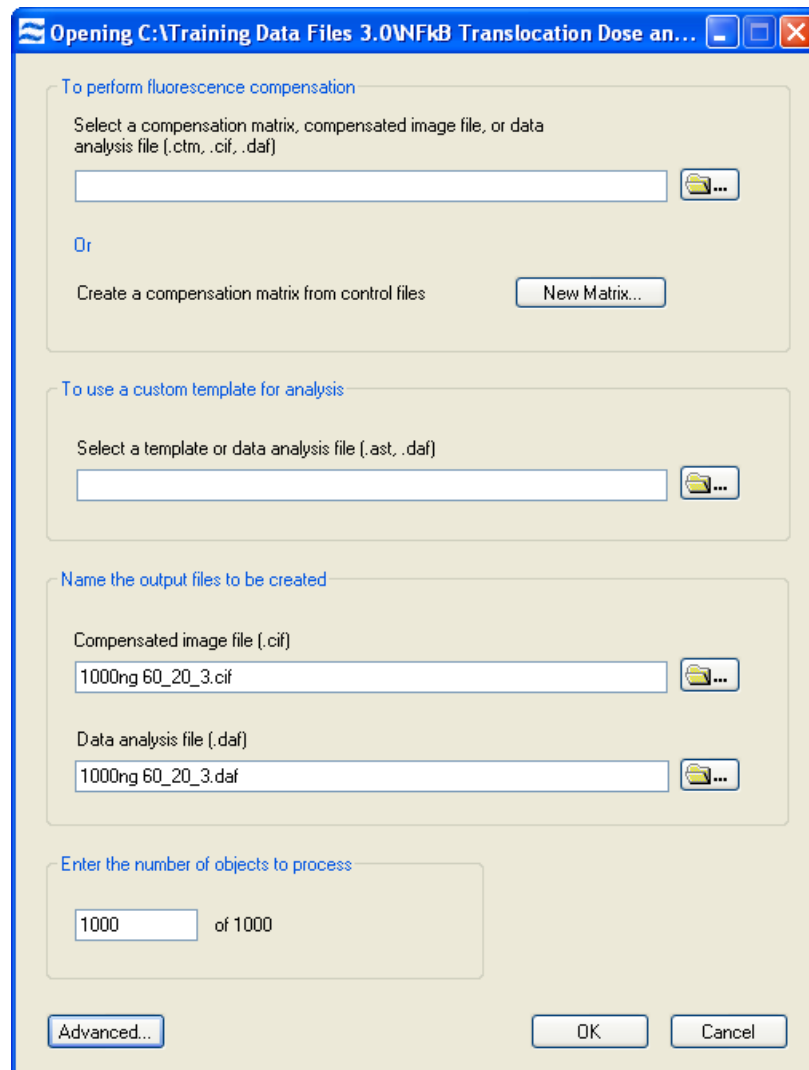 Opening C:\Training Data Files 3.0\NFkB Translocation Dose an...
To perform fluorescence compensation
Select a compensation matrix, compensated image file, or data
analysis file (.ctm, .cif, .daf)
...
Or
Create a compensation matrix from control files
New Matrix...
To use a custom template for analysis
Select a template or data analysis file (.ast, .daf)
...
Name the output files to be created
Compensated image file (.cif)
1000ng 60_20_3.cif
...
Data analysis file (.daf)
1000ng 60_20_3.daf
...
Enter the number of objects to process
1000 of 1000
Advanced... OK Cancel